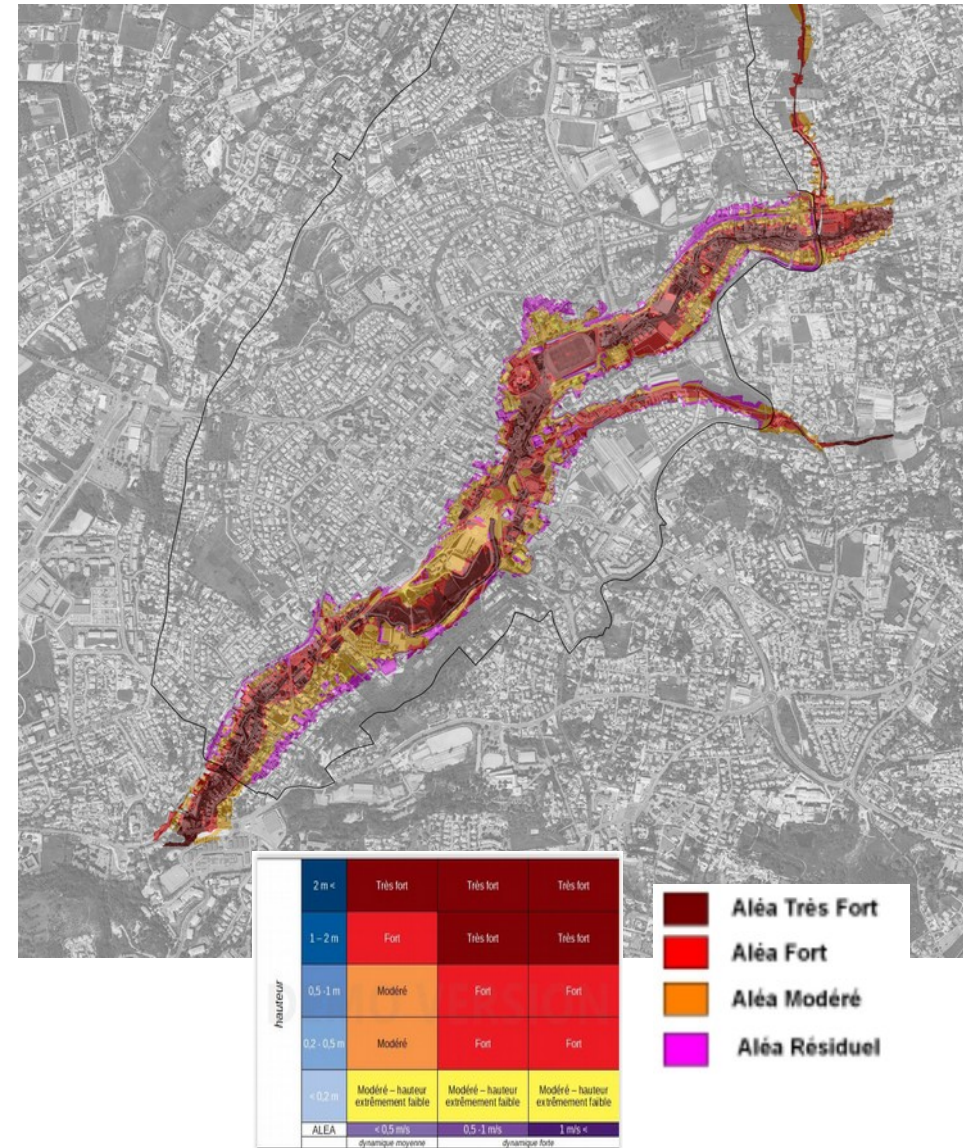 hauteur
2 m <
Très fort
Très fort
Très fort
1 – 2 m
Fort
Très fort
Très fort
0,5 -1 m
Modéré
Fort
Fort
0,2 - 0,5 m
Modéré
Fort
Fort
< 0,2 m
Modéré – hauteur
extrêmement faible
Modéré – hauteur
extrêmement faible
Modéré – hauteur
extrêmement faible
ALEA
< 0,5 m/s
0,5 -1 m/s
1 m/s <
dynamique moyenne
dynamique forte
Aléa Très Fort
Aléa Fort
Aléa Modéré
Aléa Résiduel